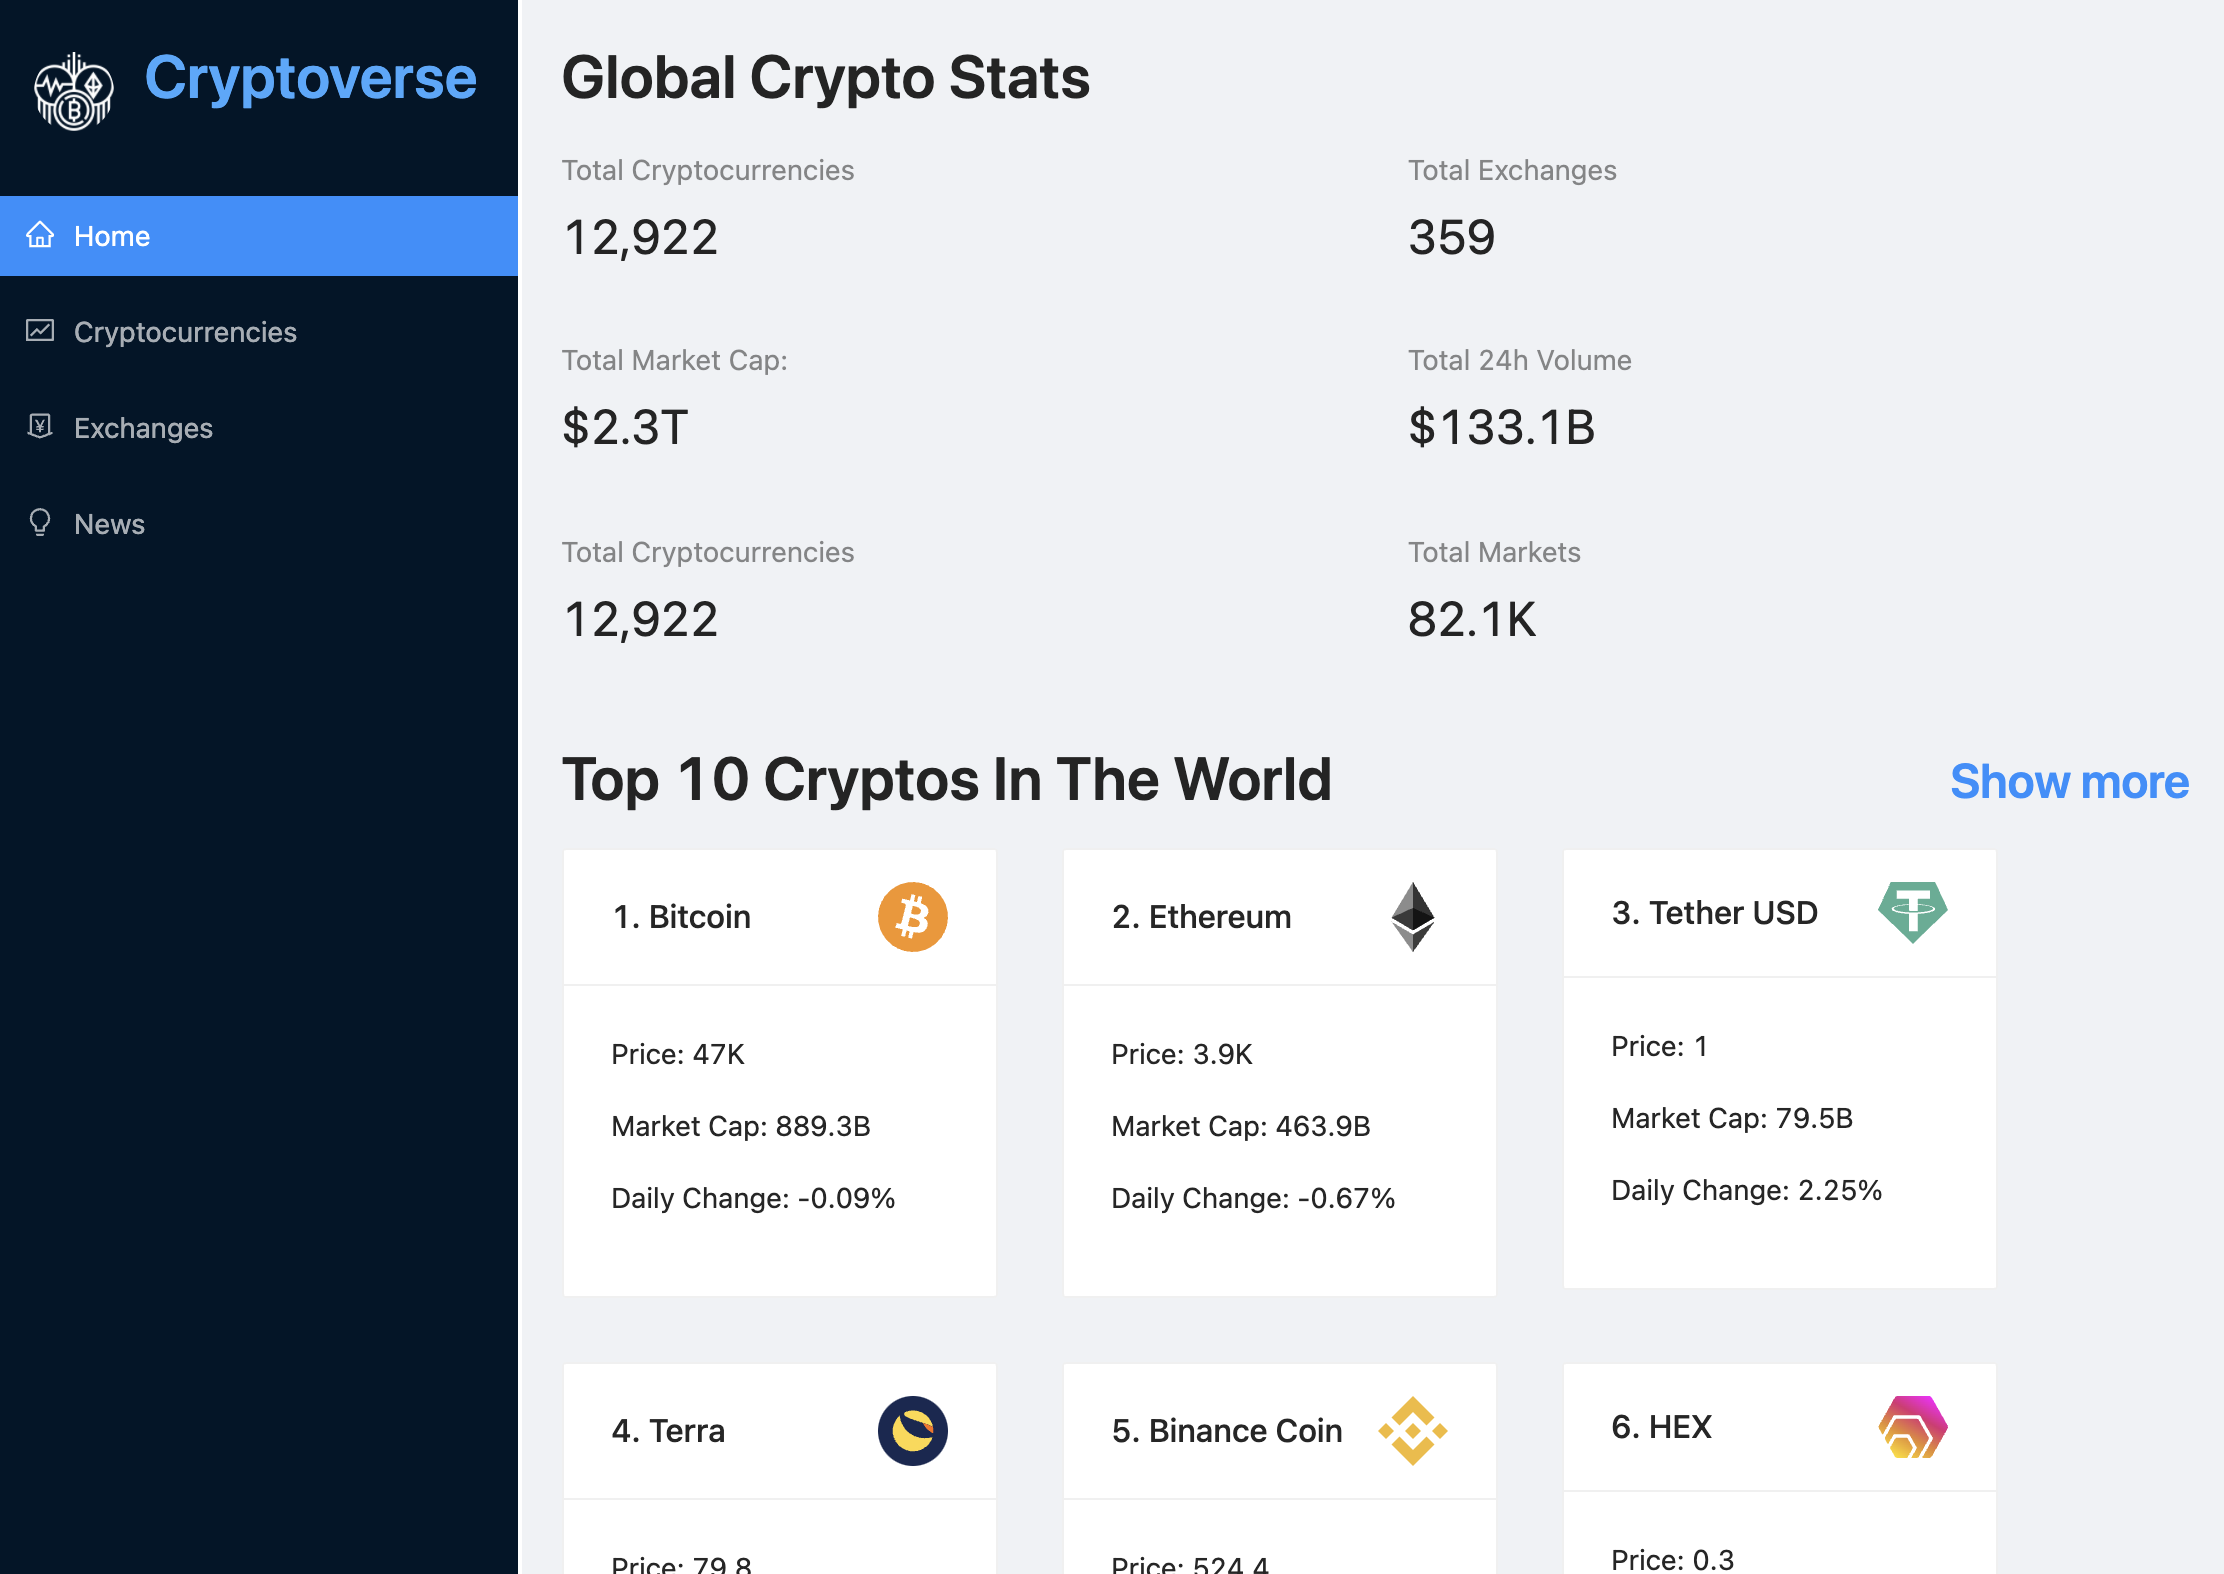 Cryptoverse
Home
Cryptocurrencies
Exchanges
News
Global Crypto Stats
Total Cryptocurrencies
12,922
Total Exchanges
359
Total Market Cap:
$2.3T
Total 24h Volume
$133.1B
Total Cryptocurrencies
12,922
Total Markets
82.1K
Top 10 Cryptos In The World
Show more
1. Bitcoin
Price: 47K
Market Cap: 889.3B
Daily Change: -0.09%
2. Ethereum
Price: 3.9K
Market Cap: 463.9B
Daily Change: -0.67%
3. Tether USD
Price: 1
Market Cap: 79.5B
Daily Change: 2.25%
4. Terra
Price: 79.8
5. Binance Coin
Price: 524.4
6. HEX
Price: 0.3